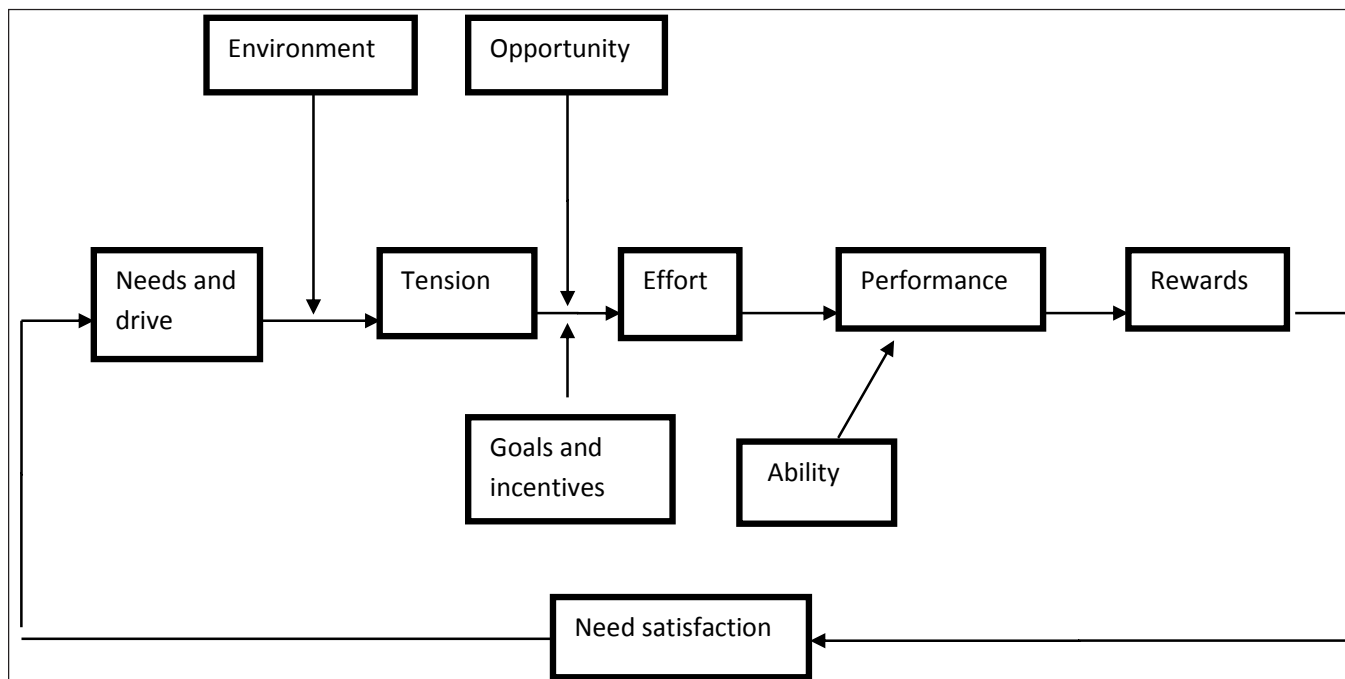 Environment
Opportunity
Needs and
drive
Tension
Effort
Performance
Rewards
Goals and
incentives
Ability
Need satisfaction